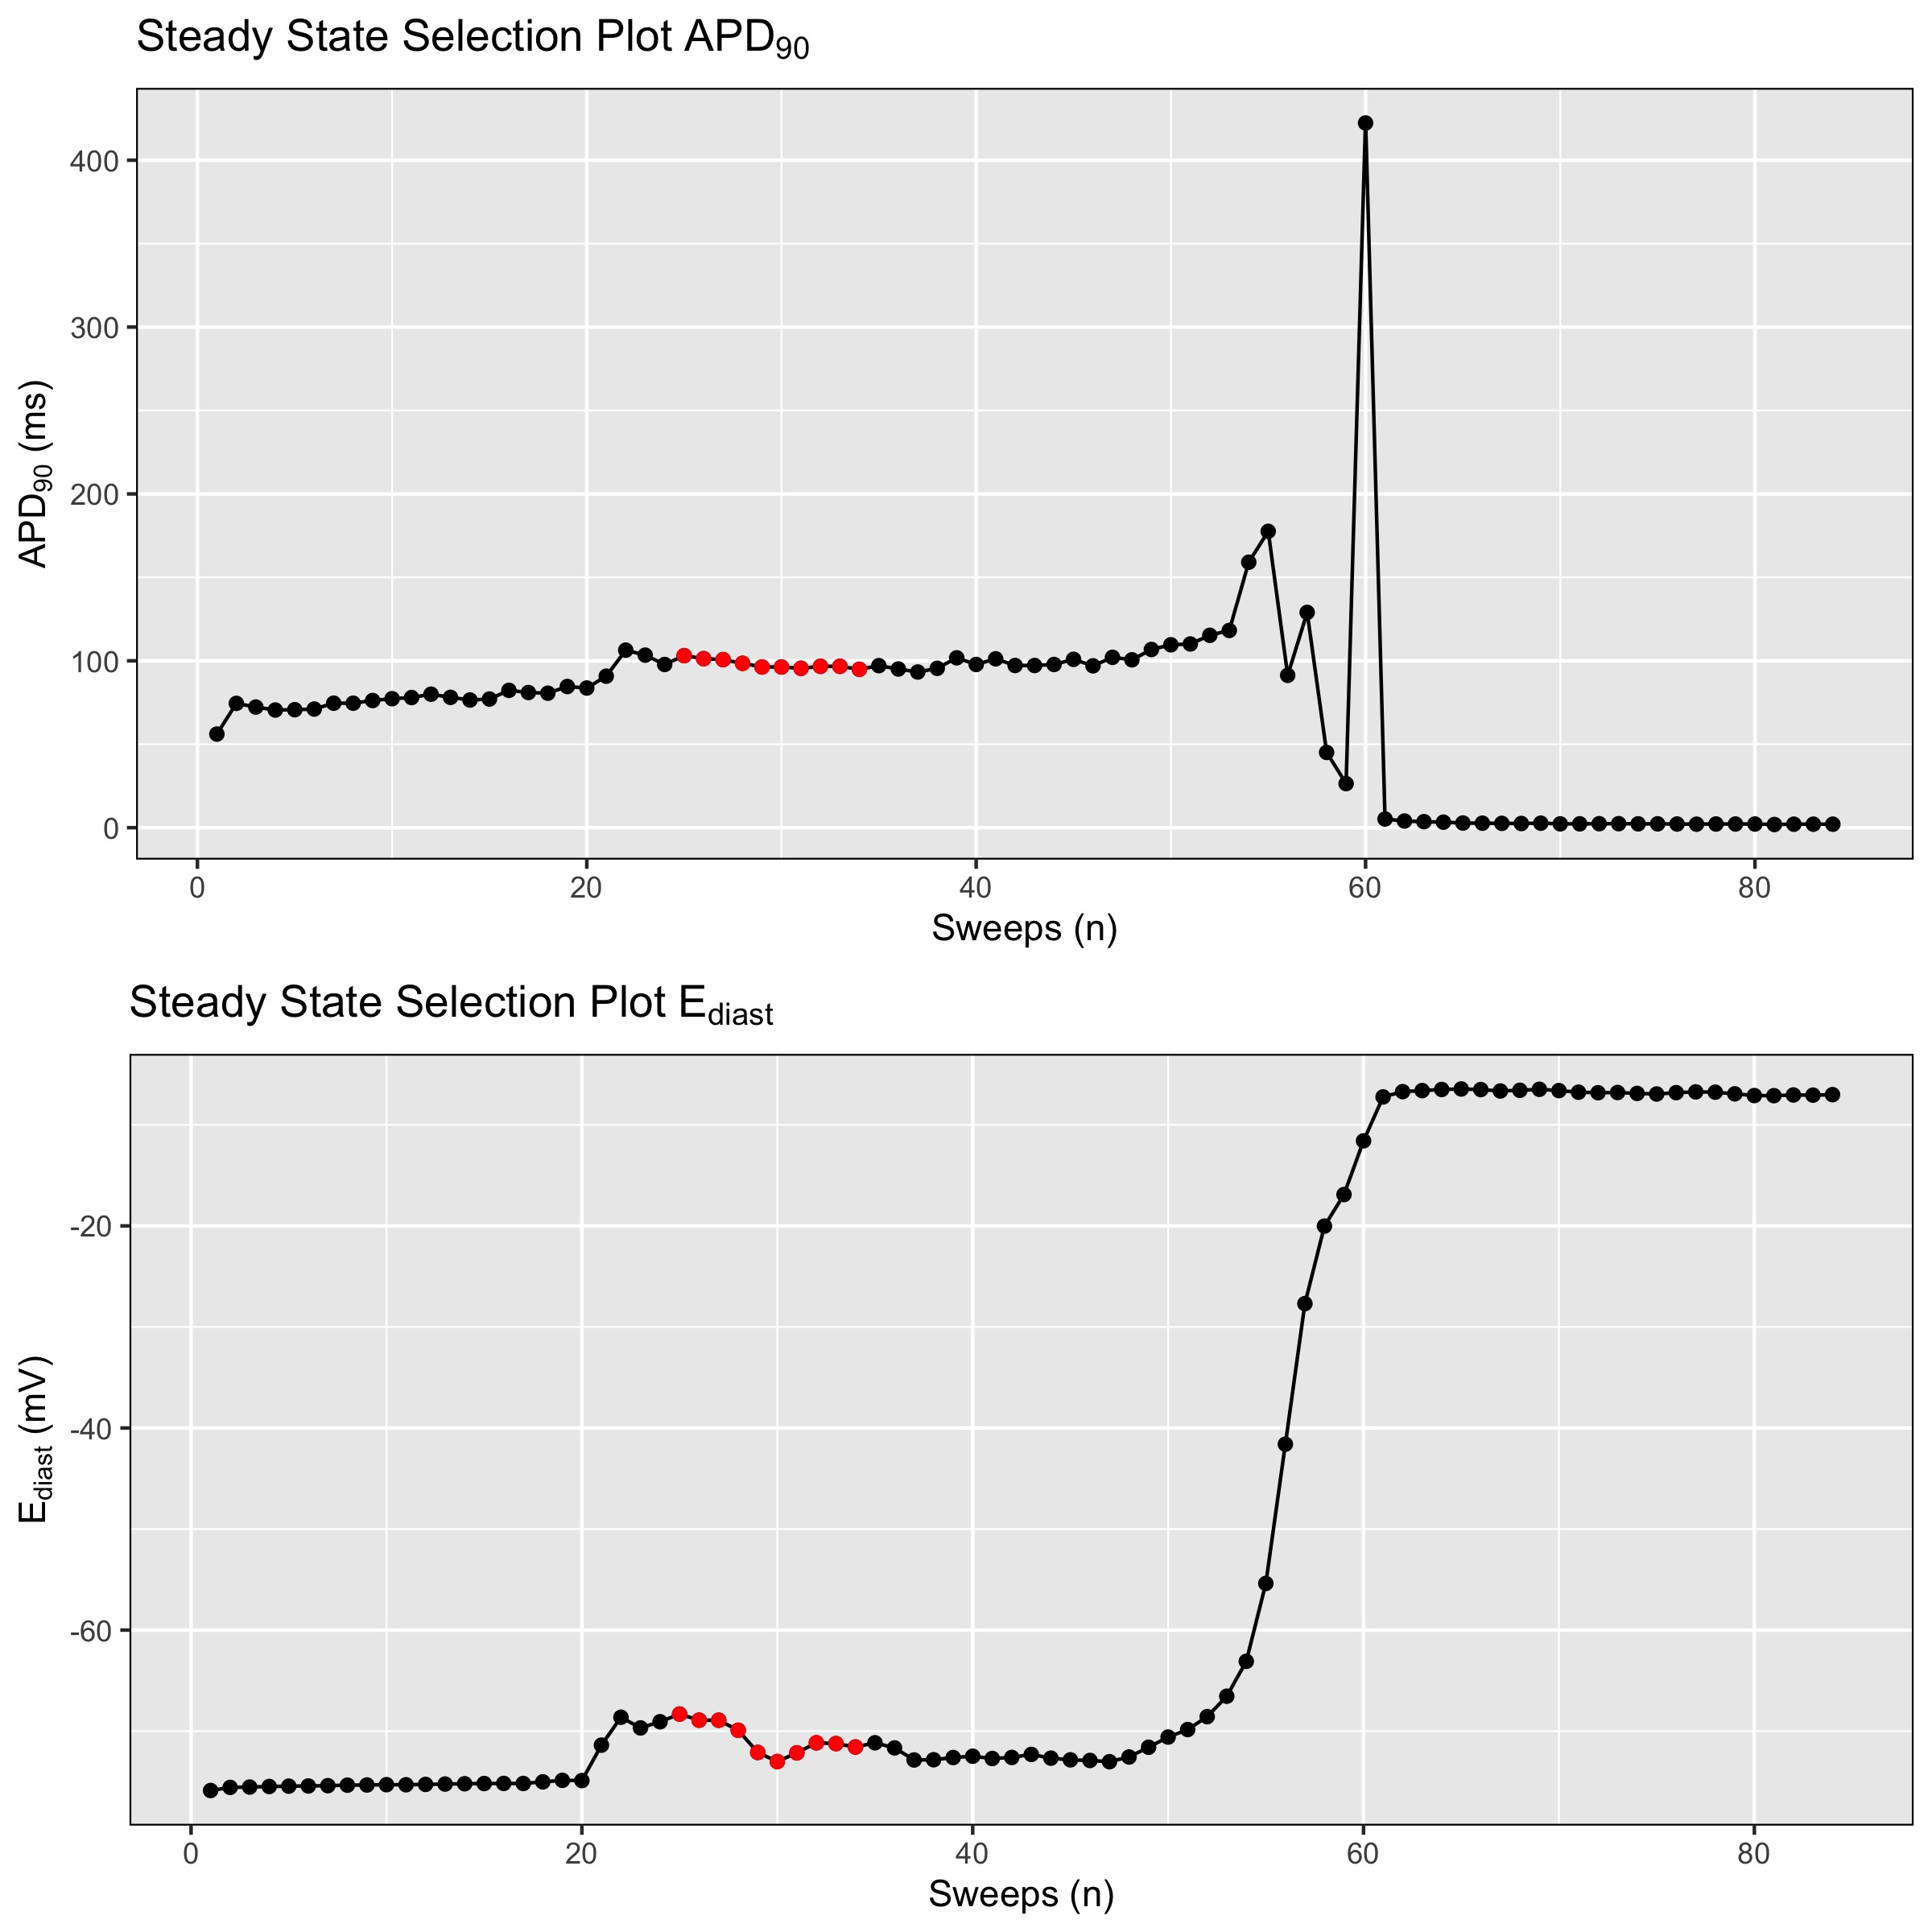 Steady State Selection Plot APD90
400
300
200
100
0
APD90 (ms)
0 20 40 60 80
Sweeps (n)
Steady State Selection Plot Ediast
-20
-40
-60
Ediast (mV)
0 20 40 60 80
Sweeps (n)